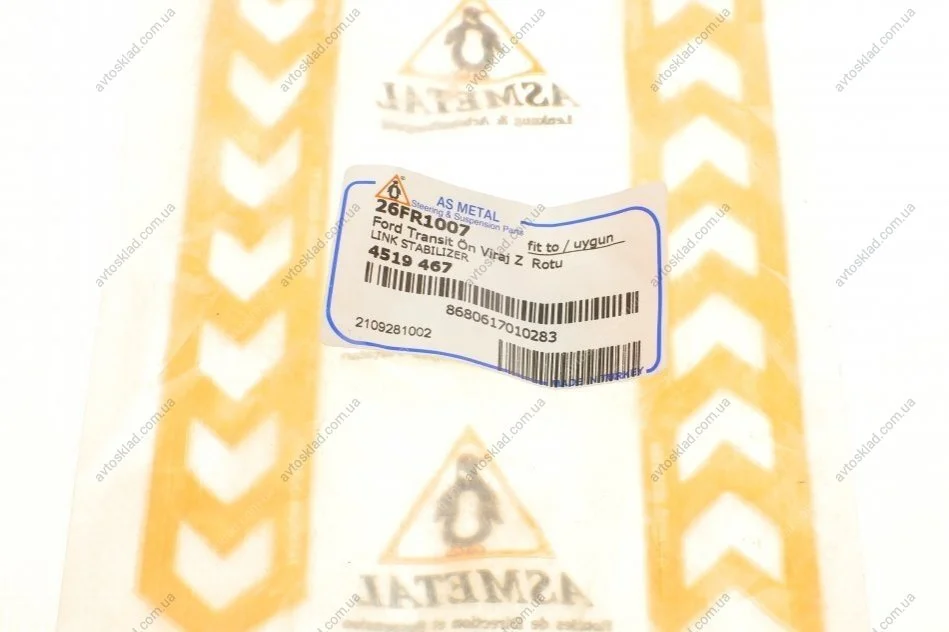 ASMETAL
Lenkung &
AS METAL
Steering & Suspension Parts
26FR1007
fit to / uygun
Ford Transit Ön Viraj Z Rotu
LINK STABILIZER
4519 467
8680617010283
2109281002
MADE IN TURKEY
ASMETAL
avtosklad.com.ua